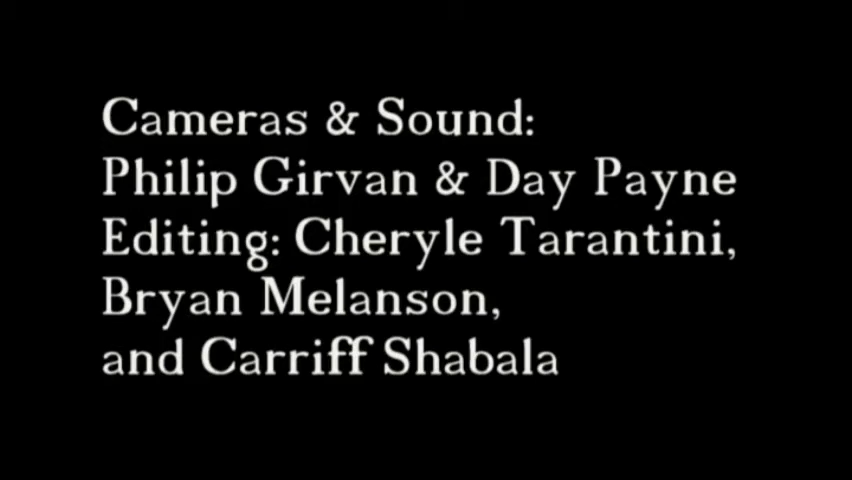 Cameras & Sound:
Philip Girvan & Day Payne
Editing: Cheryle Tarantini,
Bryan Melanson,
and Carriff Shabala